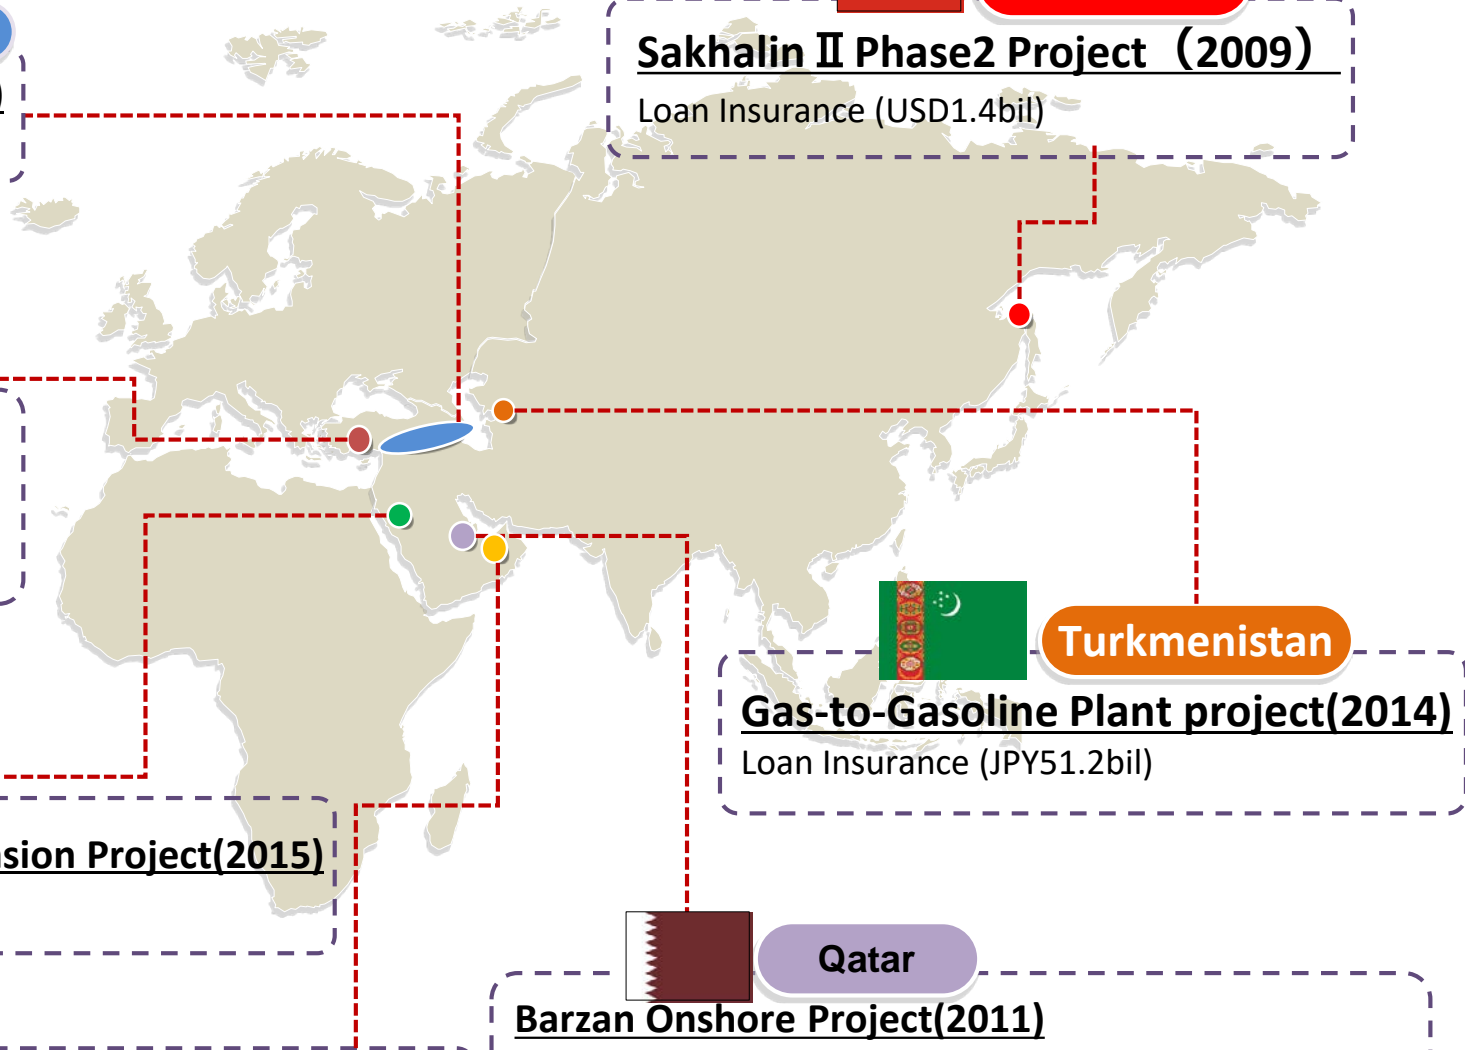 Sakhalin Ⅱ Phase2 Project（2009）
Loan Insurance (USD1.4bil)
)
Turkmenistan
Gas-to-Gasoline Plant project(2014)
Loan Insurance (JPY51.2bil)
sion Project(2015)
Qatar
Barzan Onshore Project(2011)